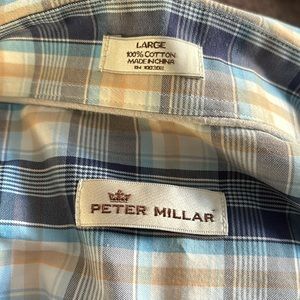 LARGE
100% COTTON
MADE IN CHINA
PETER MILLAR